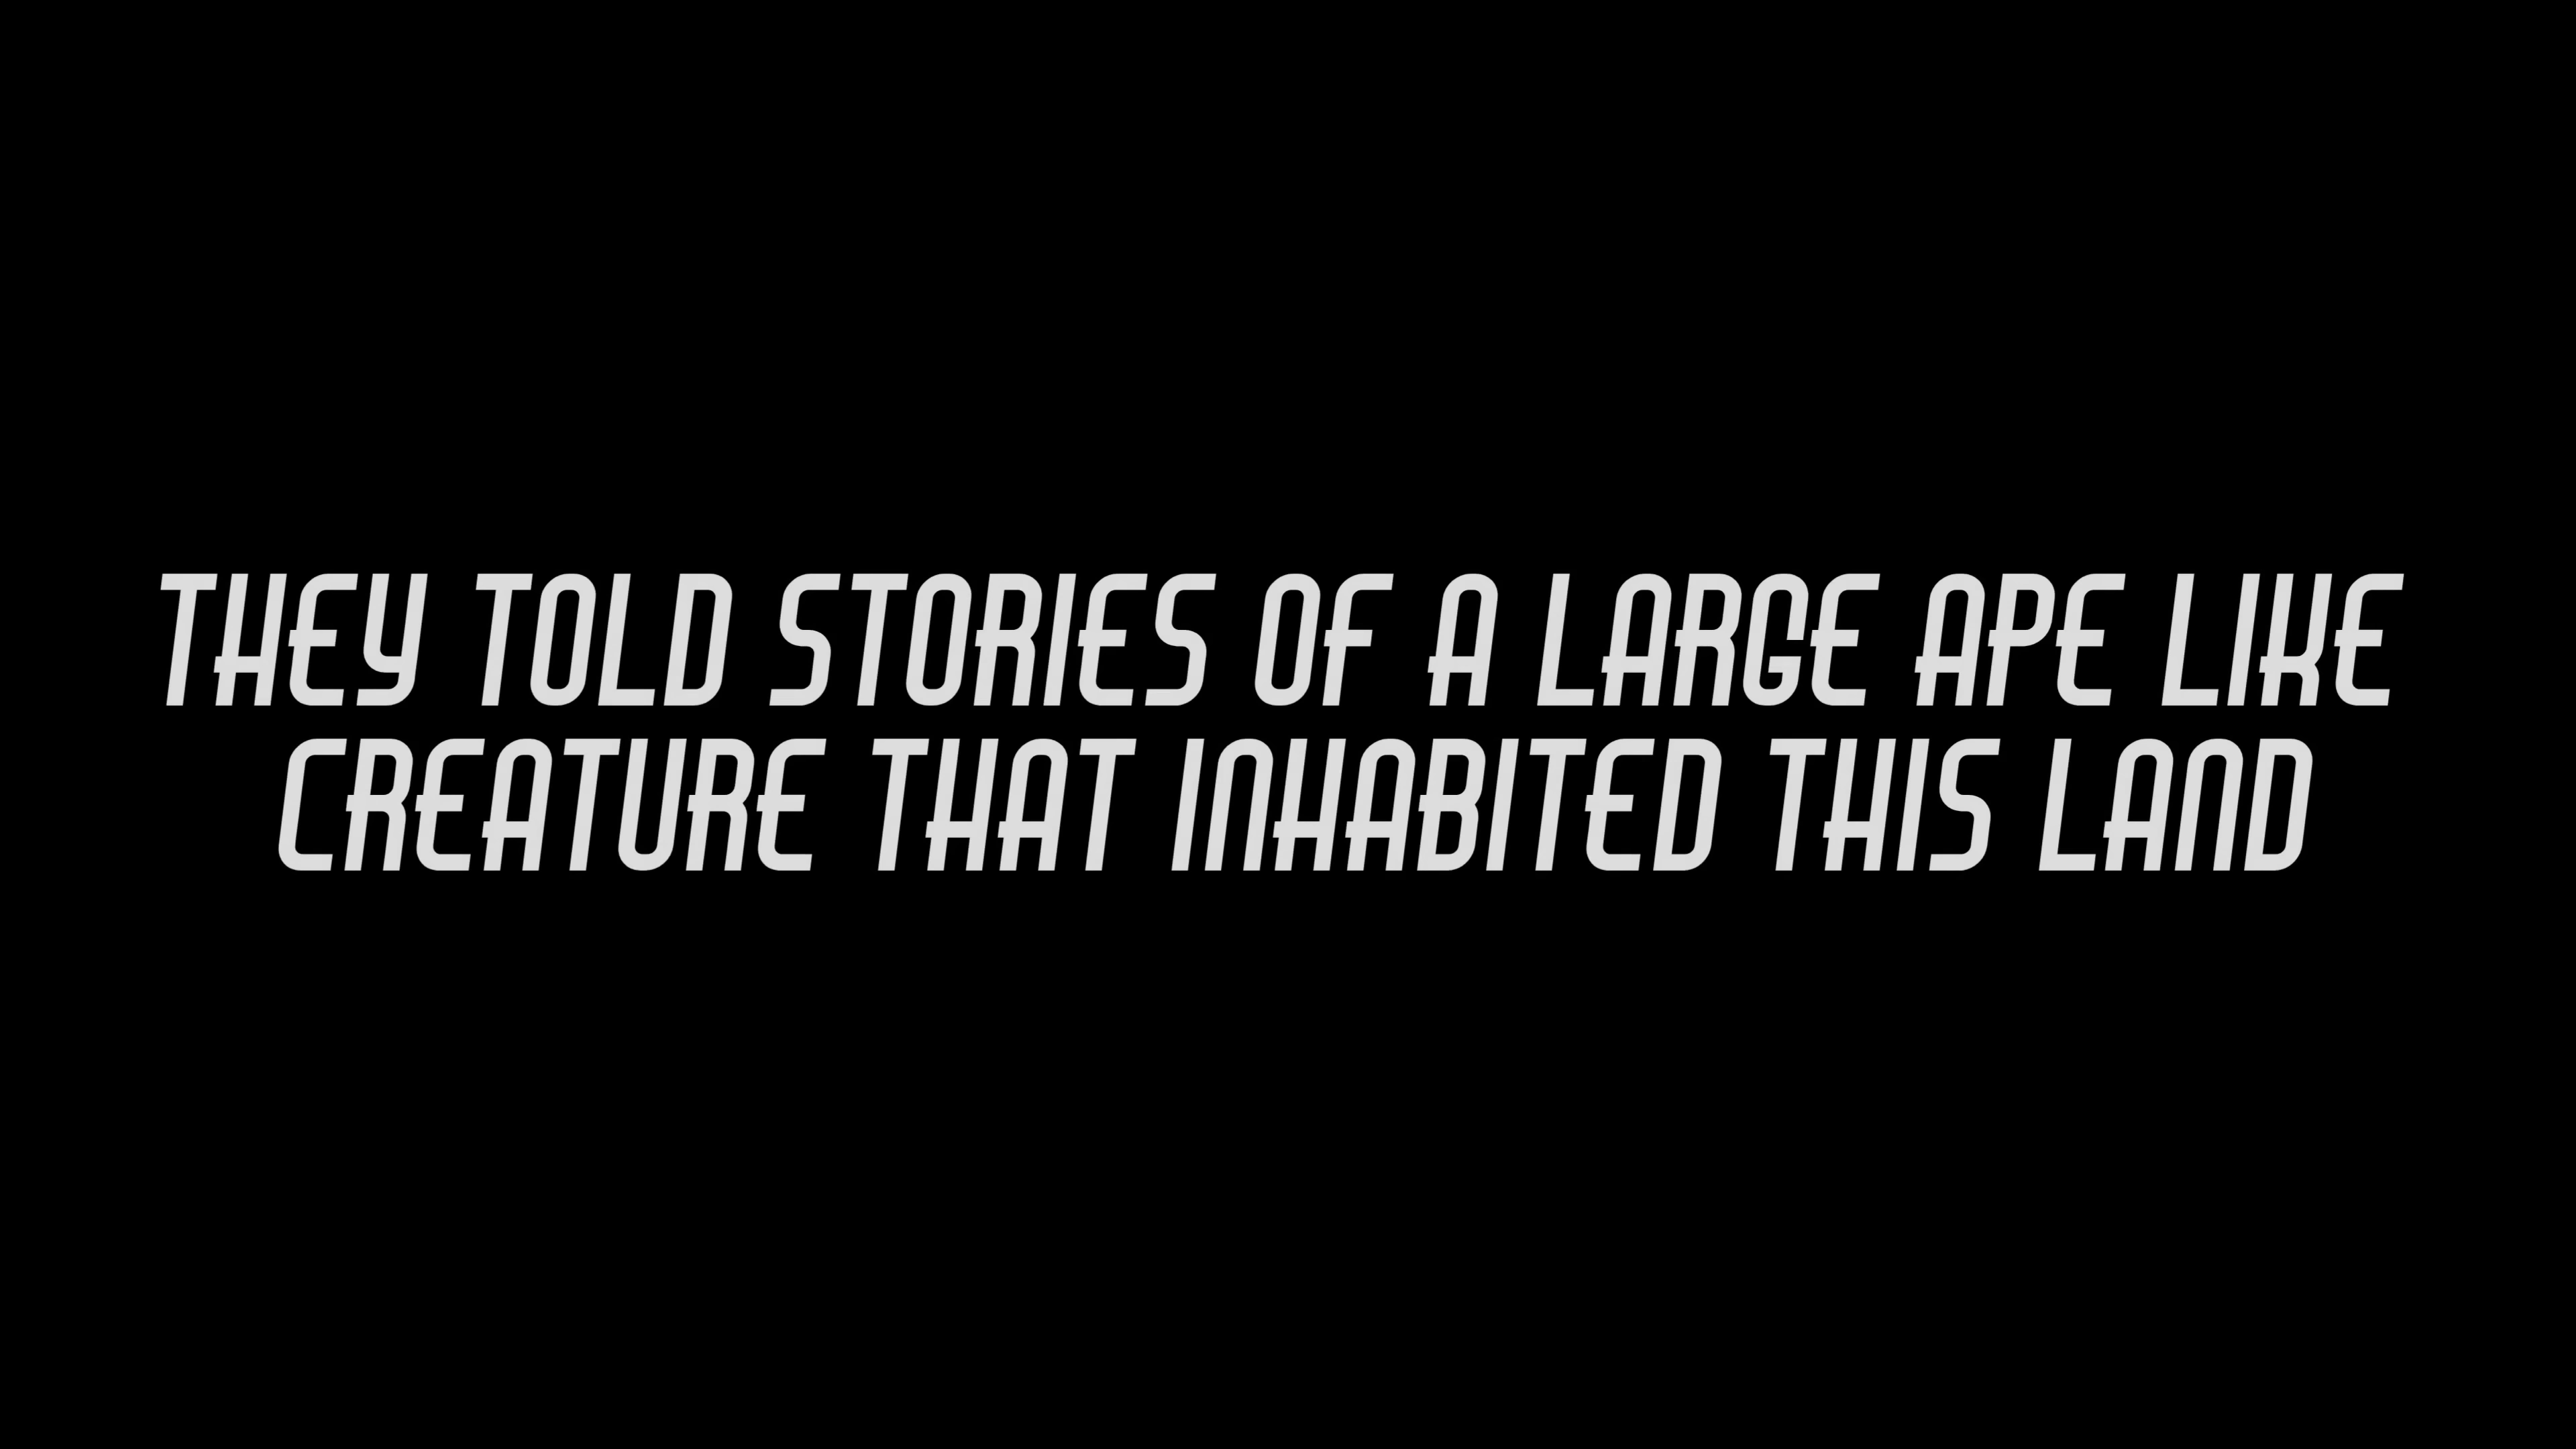 THEY TOLD STORIES OF A LARGE APE LIKE
CREATURE THAT INHABITED THIS LAND